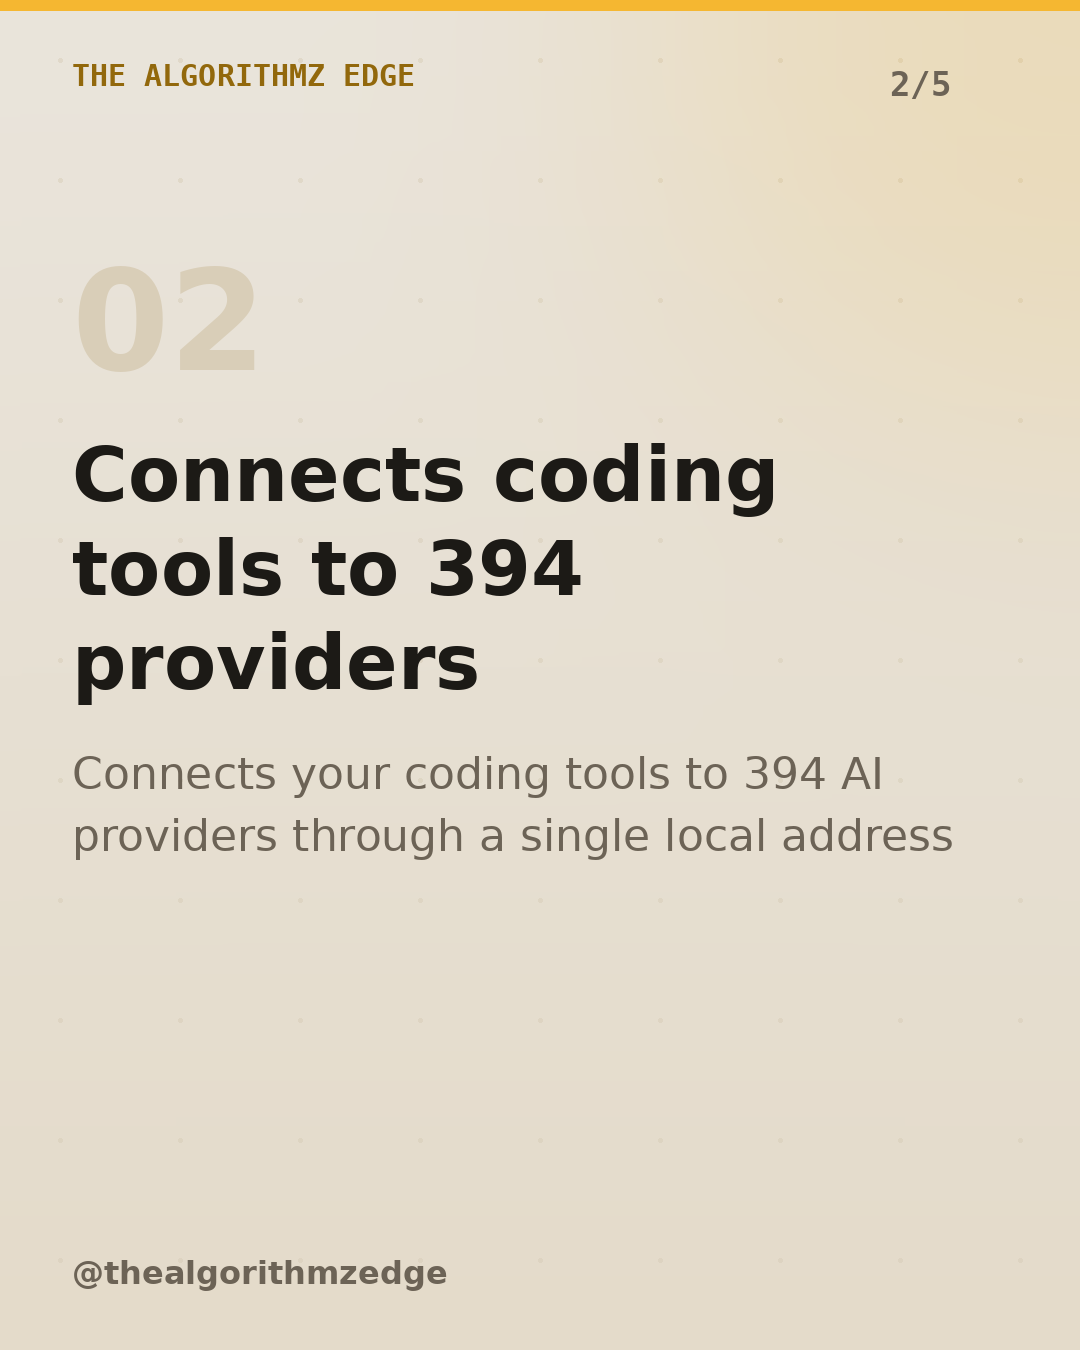 THE ALGORITHMZ EDGE
2/5
02
Connects coding
tools to 394
providers
Connects your coding tools to 394 AI
providers through a single local address
@thealgorithmzedge